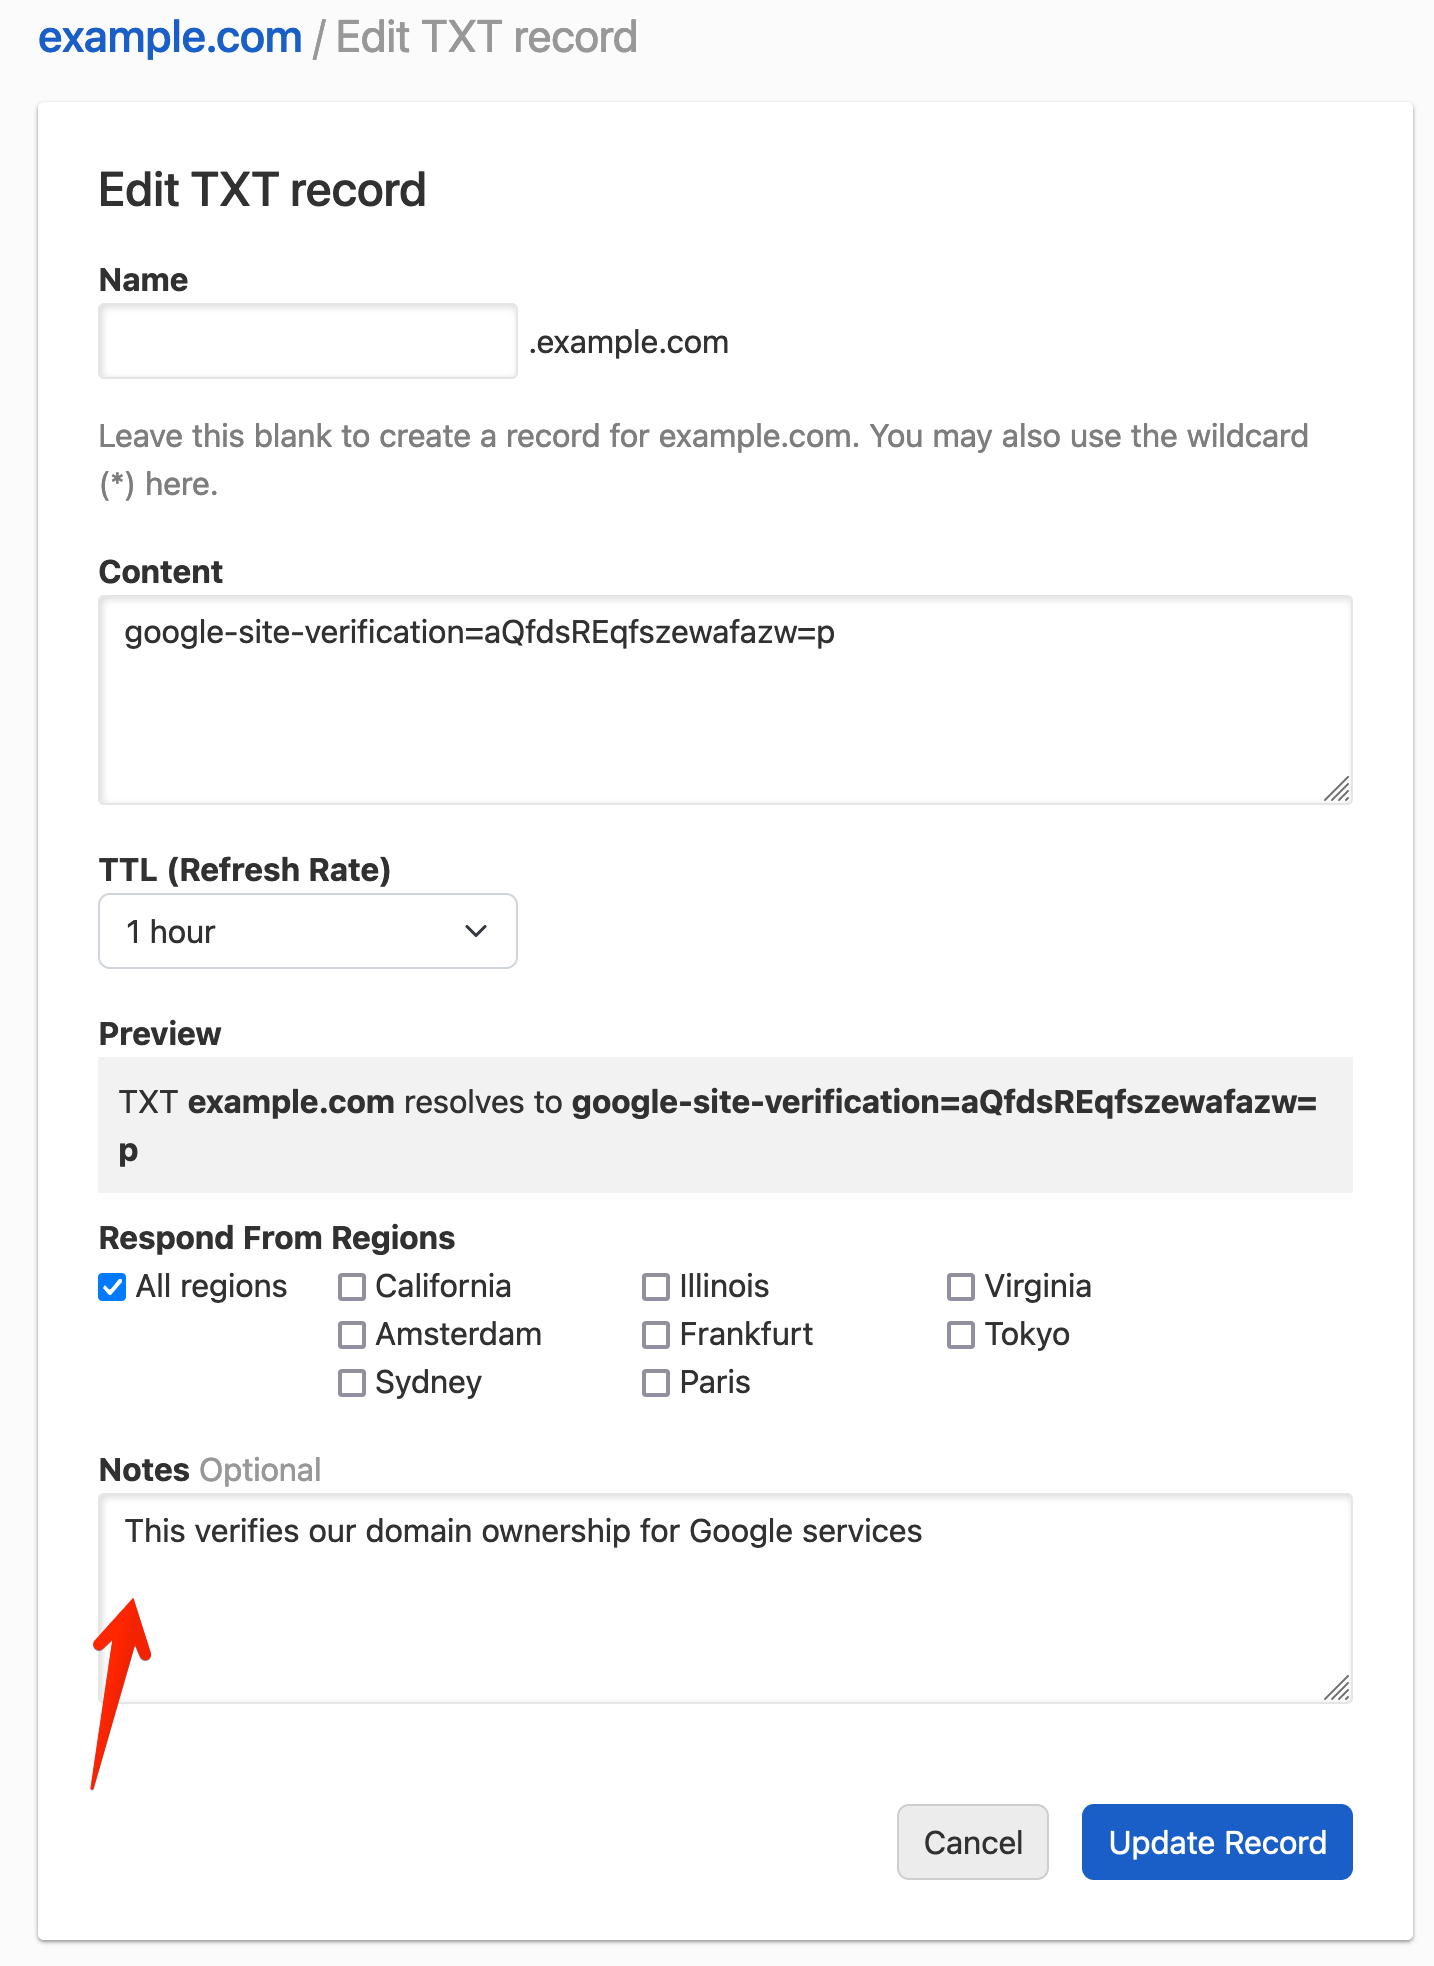 example.com / Edit TXT record
Edit TXT record
Name
.example.com
Leave this blank to create a record for example.com. You may also use the wildcard
(*) here.
Content
google-site-verification=aQfdsREqfszewafazw=p
TTL (Refresh Rate)
1 hour
Preview
TXT example.com resolves to google-site-verification=aQfdsREqfszewafazw=
p
Respond From Regions
All regions California Illinois Virginia
Amsterdam Frankfurt Tokyo
Sydney Paris
Notes Optional
This verifies our domain ownership for Google services
Cancel Update Record